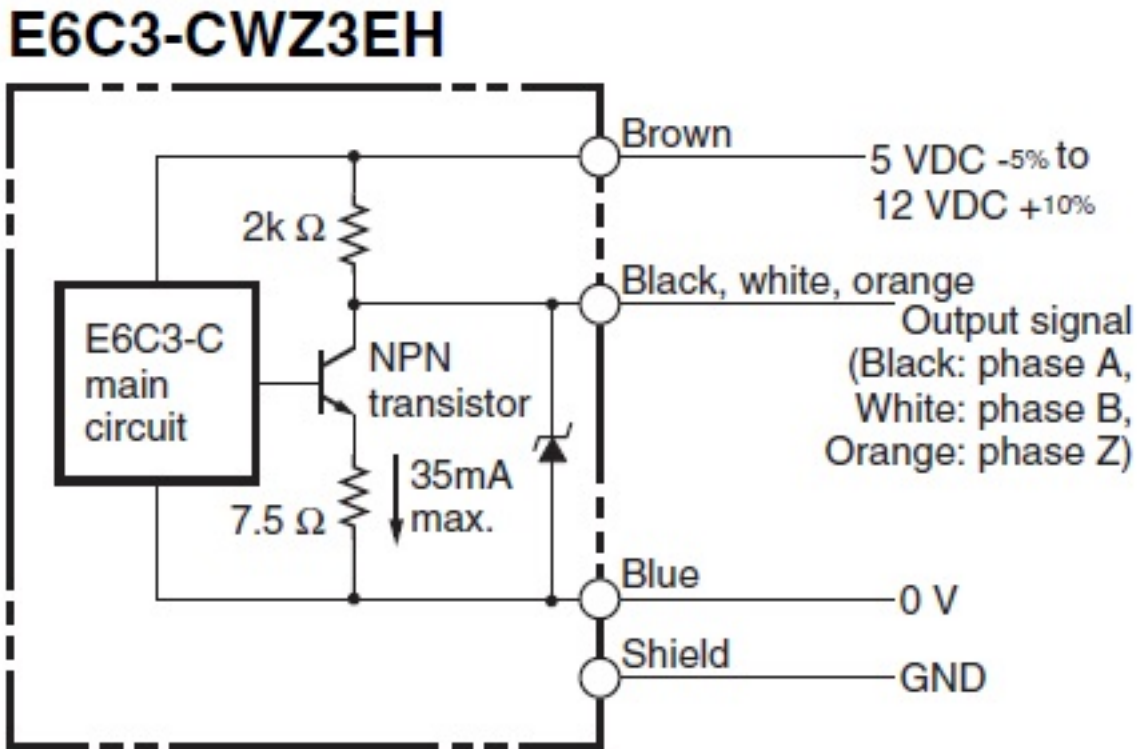 E6C3-CWZ3EH
Brown
5 VDC -5% to
12 VDC +10%
2k Ω
Black, white, orange
Output signal
(Black: phase A,
White: phase B,
Orange: phase Z)
E6C3-C
main
circuit
NPN
transistor
35mA
max.
7.5 Ω
Blue
0 V
Shield
GND